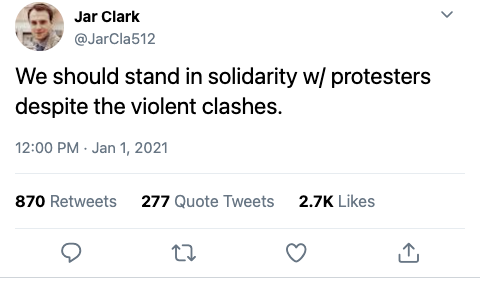 Jar Clark
@JarCla512
We should stand in solidarity w/ protesters
despite the violent clashes.
12:00 PM · Jan 1, 2021
870 Retweets 277 Quote Tweets 2.7K Likes